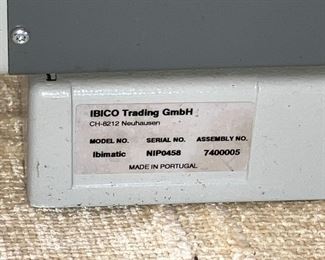 IBICO Trading GmbH
CH-8212 Neuhausen
MODEL NO. SERIAL NO. ASSEMBLY NO.
Ibimatic NIP0458 7400005
MADE IN PORTUGAL